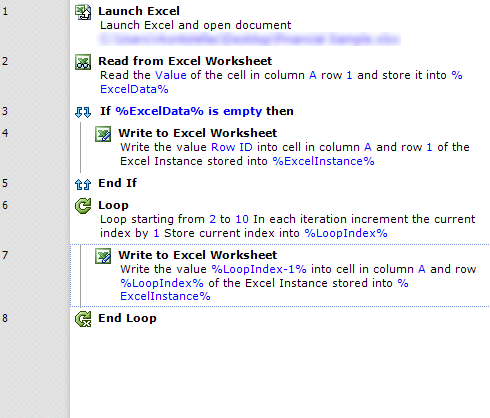 1 Launch Excel
Launch Excel and open document
2 Read from Excel Worksheet
Read the Value of the cell in column A row 1 and store it into %
ExcelData%
3 If %ExcelData% is empty then
4 Write to Excel Worksheet
Write the value Row ID into cell in column A and row 1 of the
Excel Instance stored into %ExcelInstance%
5 End If
6 Loop
Loop starting from 2 to 10 In each iteration increment the current
index by 1 Store current index into %LoopIndex%
7 Write to Excel Worksheet
Write the value %LoopIndex-1% into cell in column A and row
%LoopIndex% of the Excel Instance stored into %
ExcelInstance%
8 End Loop